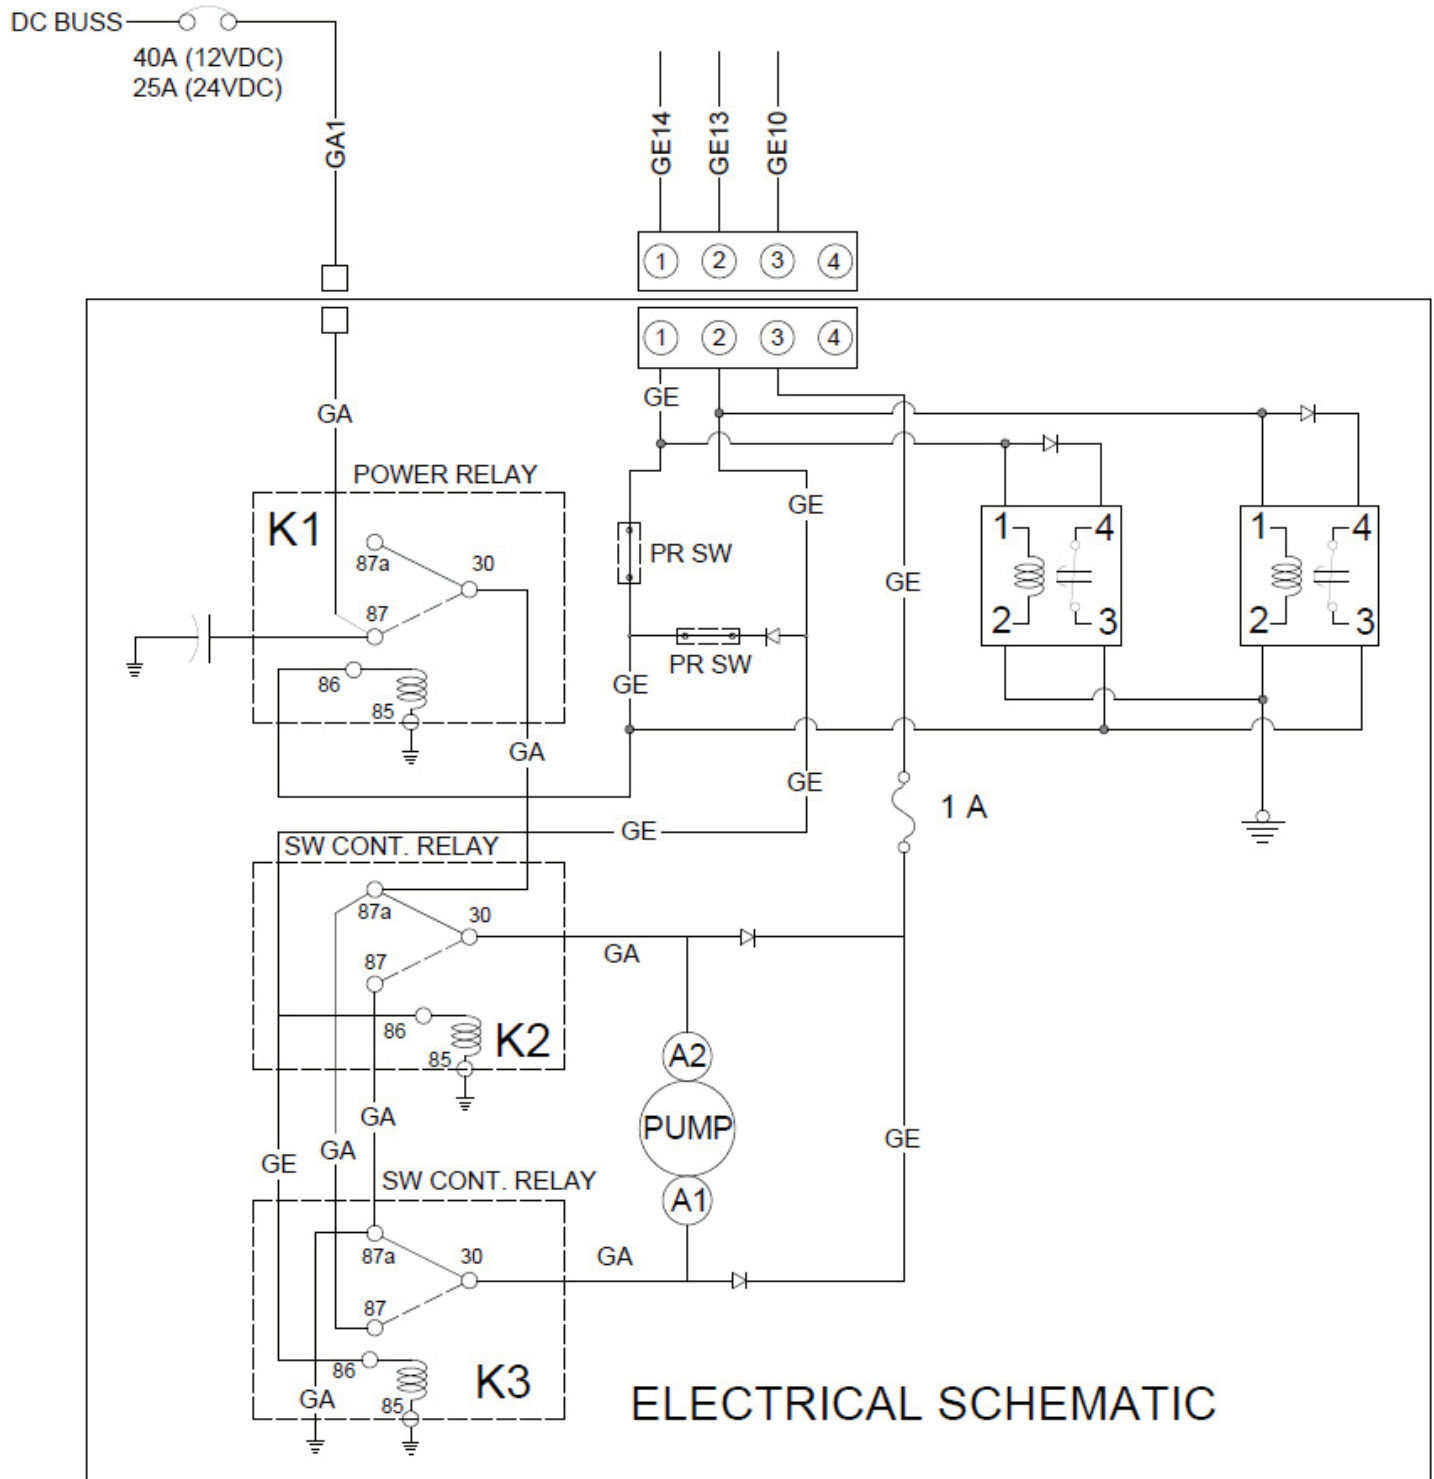 DC BUSS
40A (12VDC)
25A (24VDC)
GA1
GE14
GE13
GE10
1 2 3 4
1 2 3 4
GE
GA
POWER RELAY
K1
87a
30
87
86
85
GE
PR SW
PR SW
GE
GE
1 4
2 3
1 4
2 3
GA
GE
1 A
GE
SW CONT. RELAY
87a
30
87
86
85
K2
GA
A2
PUMP
A1
GA
GA
GE
GE
SW CONT. RELAY
87a
30
87
86
85
K3
GA
GA
ELECTRICAL SCHEMATIC